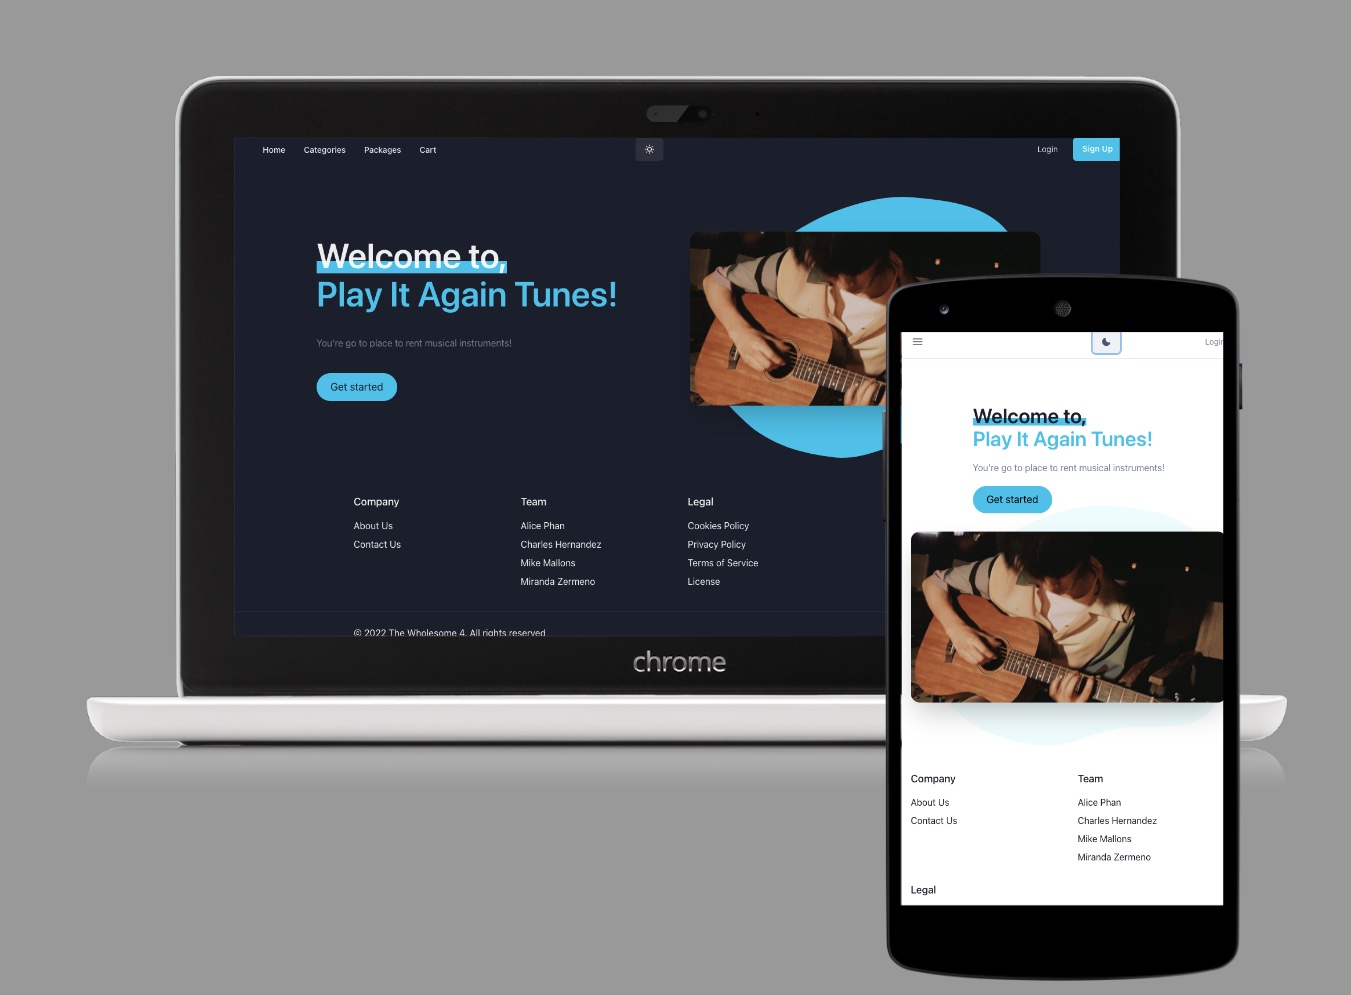 Home Categories Packages Cart Login Sign Up
Welcome to,
Play It Again Tunes!
You're go to place to rent musical instruments!
Get started
Company Team Legal
About Us Alice Phan Cookies Policy
Contact Us Charles Hernandez Privacy Policy
Mike Mallons Terms of Service
Miranda Zermeno License
© 2022 The Wholesome 4. All rights reserved
chrome
Login
Welcome to,
Play It Again Tunes!
You're go to place to rent musical instruments!
Get started
Company Team
About Us Alice Phan
Contact Us Charles Hernandez
Mike Mallons
Miranda Zermeno
Legal